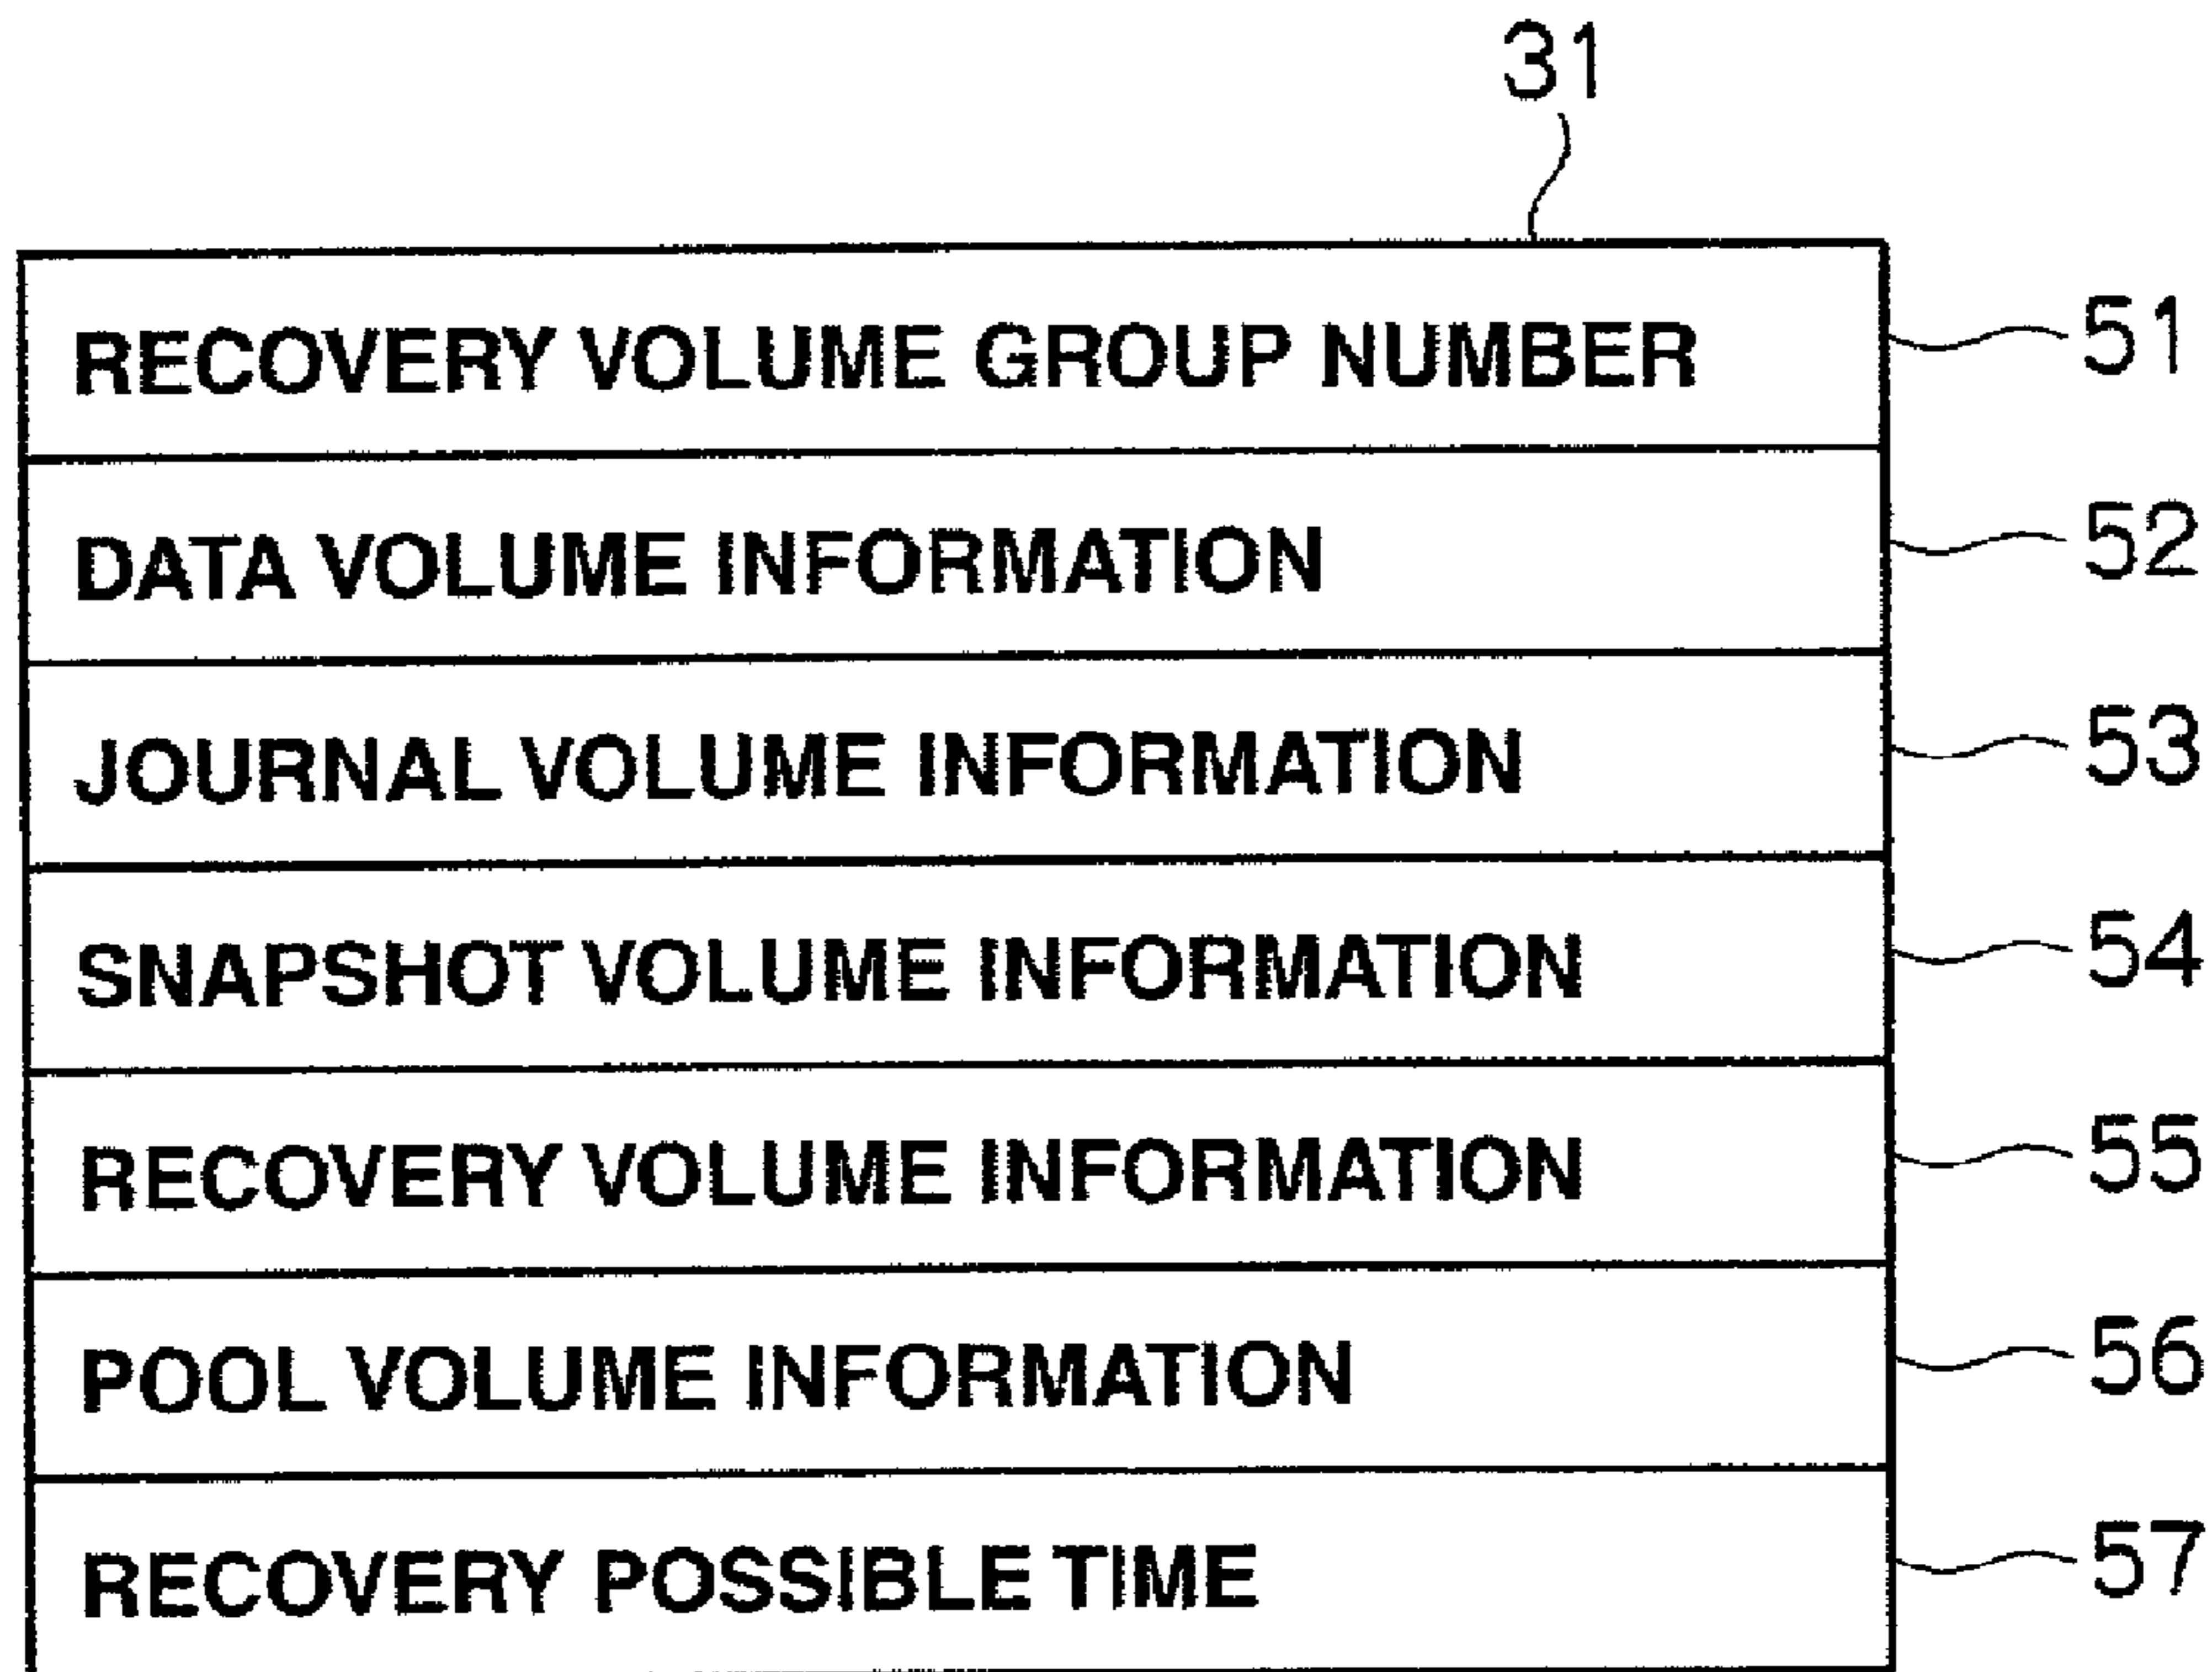 31
RECOVERY VOLUME GROUP NUMBER 51
DATA VOLUME INFORMATION 52
JOURNAL VOLUME INFORMATION 53
SNAPSHOT VOLUME INFORMATION 54
RECOVERY VOLUME INFORMATION 55
POOL VOLUME INFORMATION 56
RECOVERY POSSIBLE TIME 57